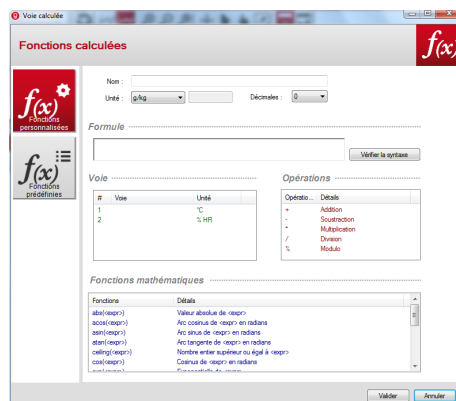 Voie calculée
Fonctions calculées
f(x)
f(x)
Fonctions
personnalisées
f(x)
Fonctions
prédéfinies
Nom :
Unité : g/kg Décimales : 0
Formule
Vérifier la syntaxe
Voie
# Voie Unité
1 °C
2 % HR
Opérations
Opératio... Détails
+ Addition
- Soustraction
* Multiplication
/ Division
% Modulo
Fonctions mathématiques
Fonctions Détails
abs(<expr>) Valeur absolue de <expr>
acos(<expr>) Arc cosinus de <expr> en radians
asin(<expr>) Arc sinus de <expr> en radians
atan(<expr>) Arc tangente de <expr> en radians
ceiling(<expr>) Nombre entier supérieur ou égal à <expr>
cos(<expr>) Cosinus de <expr> en radians
Valider Annuler